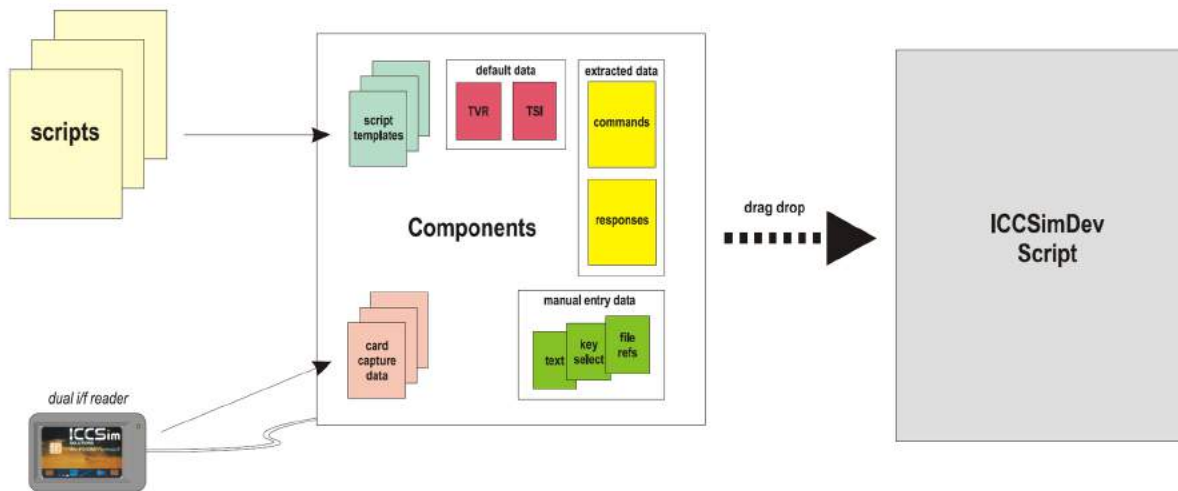 scripts
script
templates
default data
TVR
TSI
extracted data
commands
responses
Components
drag drop
ICCSimDev
Script
manual entry data
text
key
select
file
refs
card
capture
data
dual i/f reader
ICCSim
SOLUTIONS